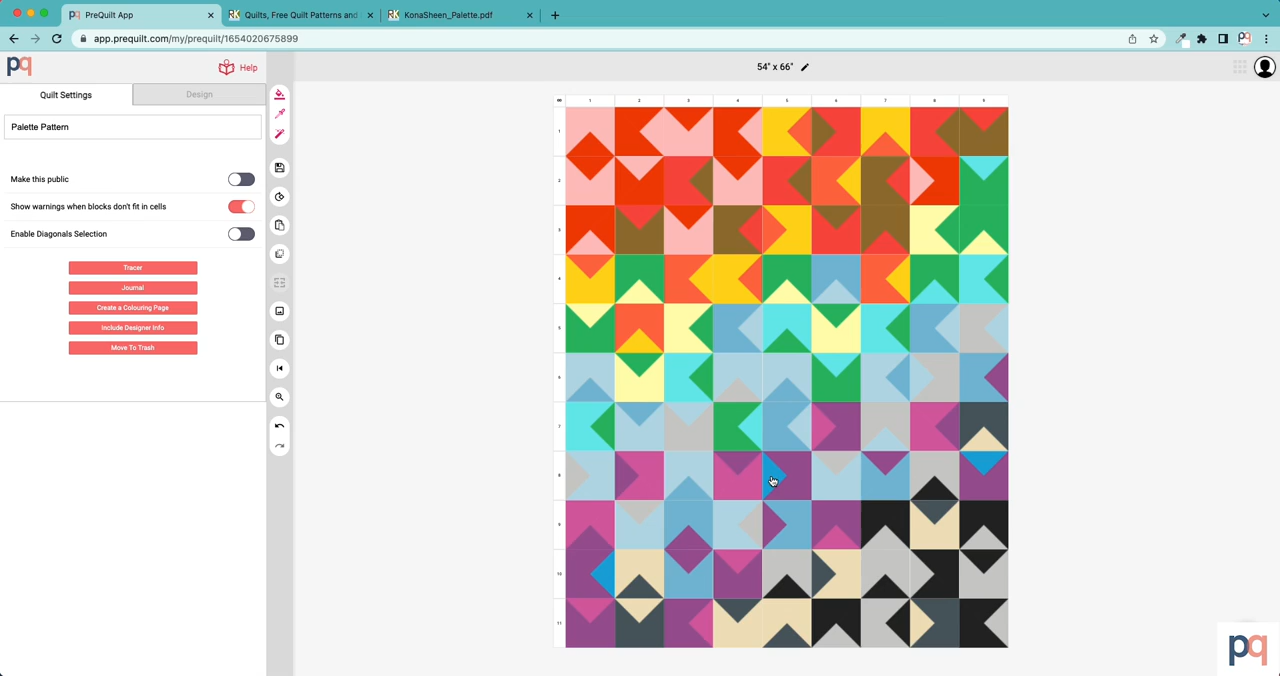 PreQuilt App
Quilts, Free Quilt Patterns and
KonaSheen_Palette.pdf
app.prequilt.com/my/prequilt/1654020675899
pq
Help
54" x 66"
Quilt Settings
Design
Palette Pattern
Make this public
Show warnings when blocks don't fit in cells
Enable Diagonals Selection
Tracer
Journal
Create a Colouring Page
Include Designer Info
Move To Trash
1 2 3 4 5 6 7 8 9
1
2
3
4
5
6
7
8
9
10
11
pq